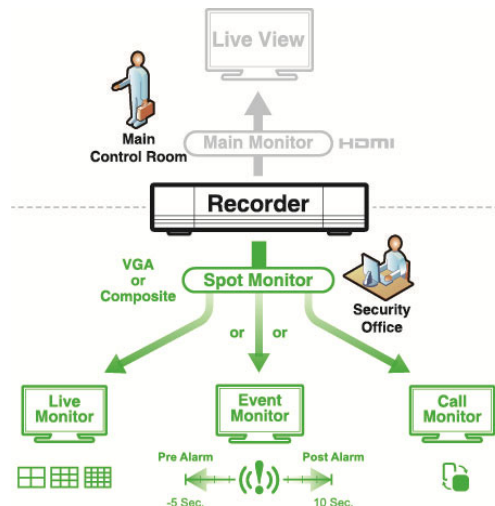 Live View
Main
Control Room
Main Monitor
HDMI
Recorder
VGA
or
Composite
Spot Monitor
Security
Office
or
or
Live
Monitor
Event
Monitor
Call
Monitor
Pre Alarm
Post Alarm
-5 Sec.
10 Sec.